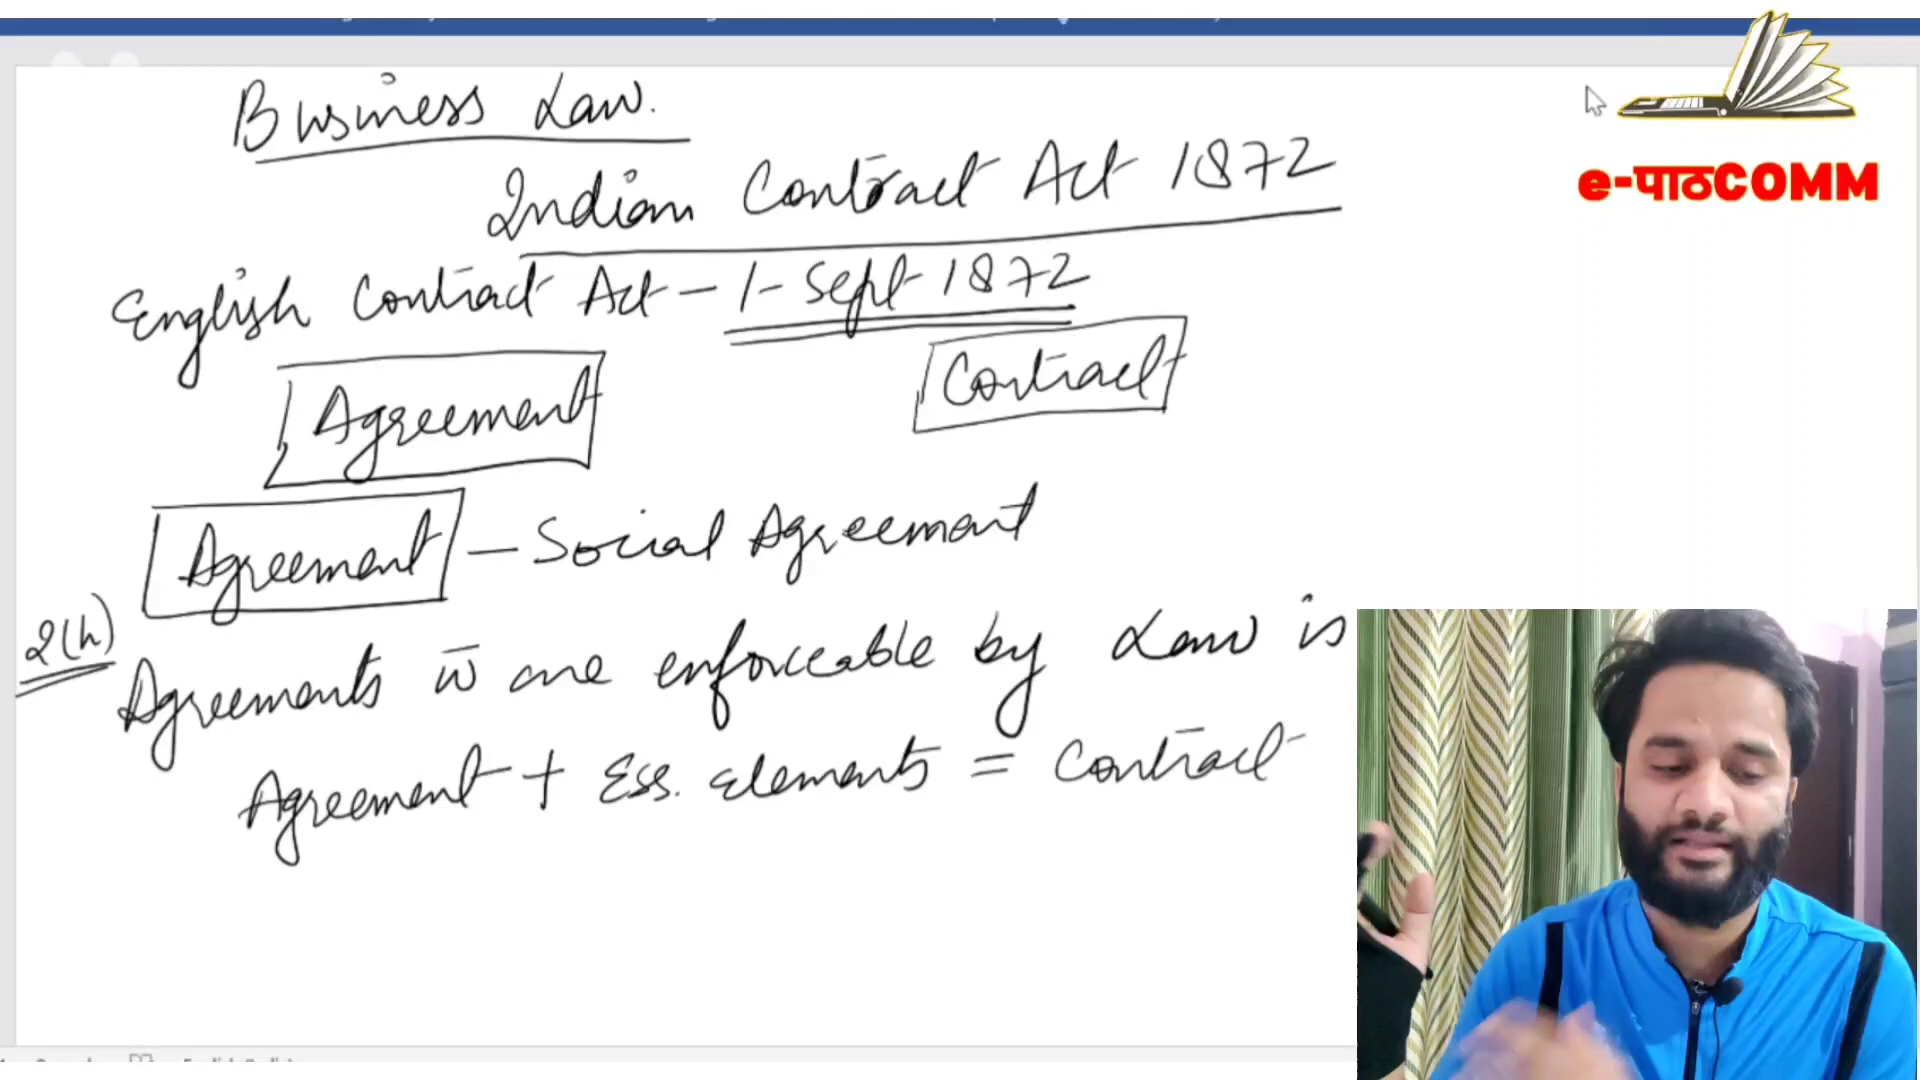 Business Law.
Indian Contract Act 1872
English Contract Act - 1 - Sept 1872
Agreement
Contract
Agreement - Social Agreement
2(h)
Agreements w̄ are enforceable by Law is
Agreement + Ess. Elements = Contract
e-पाठCOMM